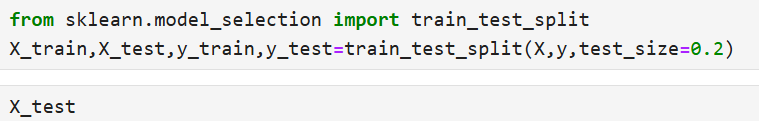 from sklearn.model_selection import train_test_split
X_train,X_test,y_train,y_test=train_test_split(X,y,test_size=0.2)
X_test